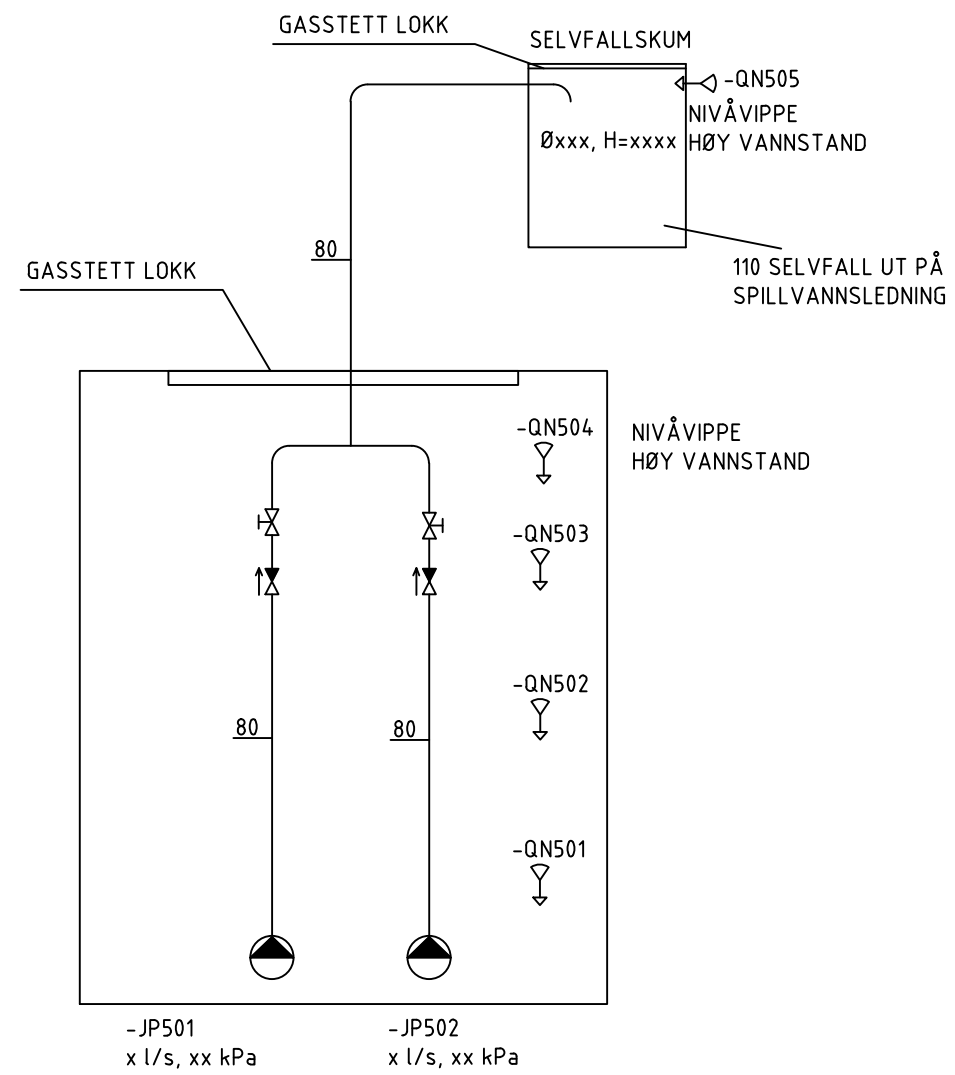 GASSTETT LOKK
SELVFALLSKUM
-QN505
NIVÅVIPPE
HØY VANNSTAND
Øxxx, H=xxxx
80
110 SELVFALL UT PÅ
SPILLVANNSLEDNING
GASSTETT LOKK
-QN504
NIVÅVIPPE
HØY VANNSTAND
-QN503
-QN502
80
80
-QN501
-JP501
x l/s, xx kPa
-JP502
x l/s, xx kPa